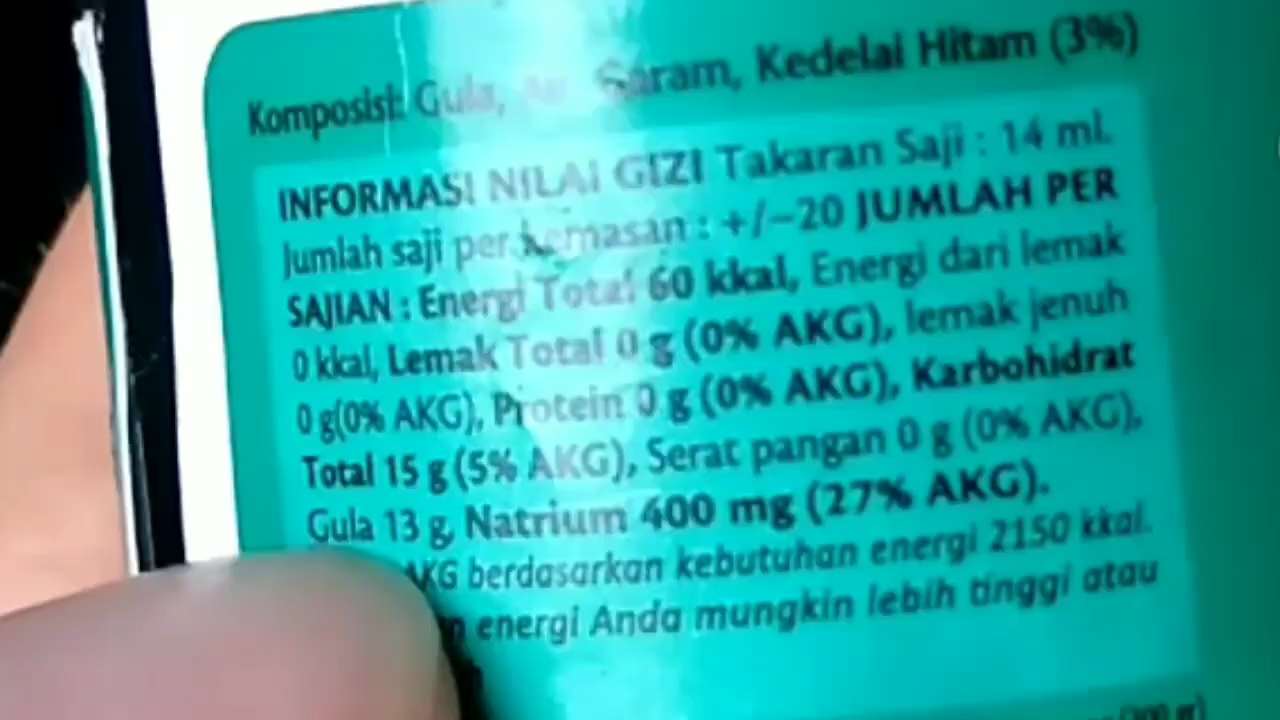 Komposisi: Gula, Air, Garam, Kedelai Hitam (3%)
INFORMASI NILAI GIZI Takaran Saji : 14 ml.
Jumlah saji per kemasan : +/-20 JUMLAH PER
SAJIAN : Energi Total 60 kkal, Energi dari lemak
0 kkal, Lemak Total 0 g (0% AKG), lemak jenuh
0 g(0% AKG), Protein 0 g (0% AKG), Karbohidrat
Total 15 g (5% AKG), Serat pangan 0 g (0% AKG),
Gula 13 g, Natrium 400 mg (27% AKG).
AKG berdasarkan kebutuhan energi 2150 kkal.
energi Anda mungkin lebih tinggi atau